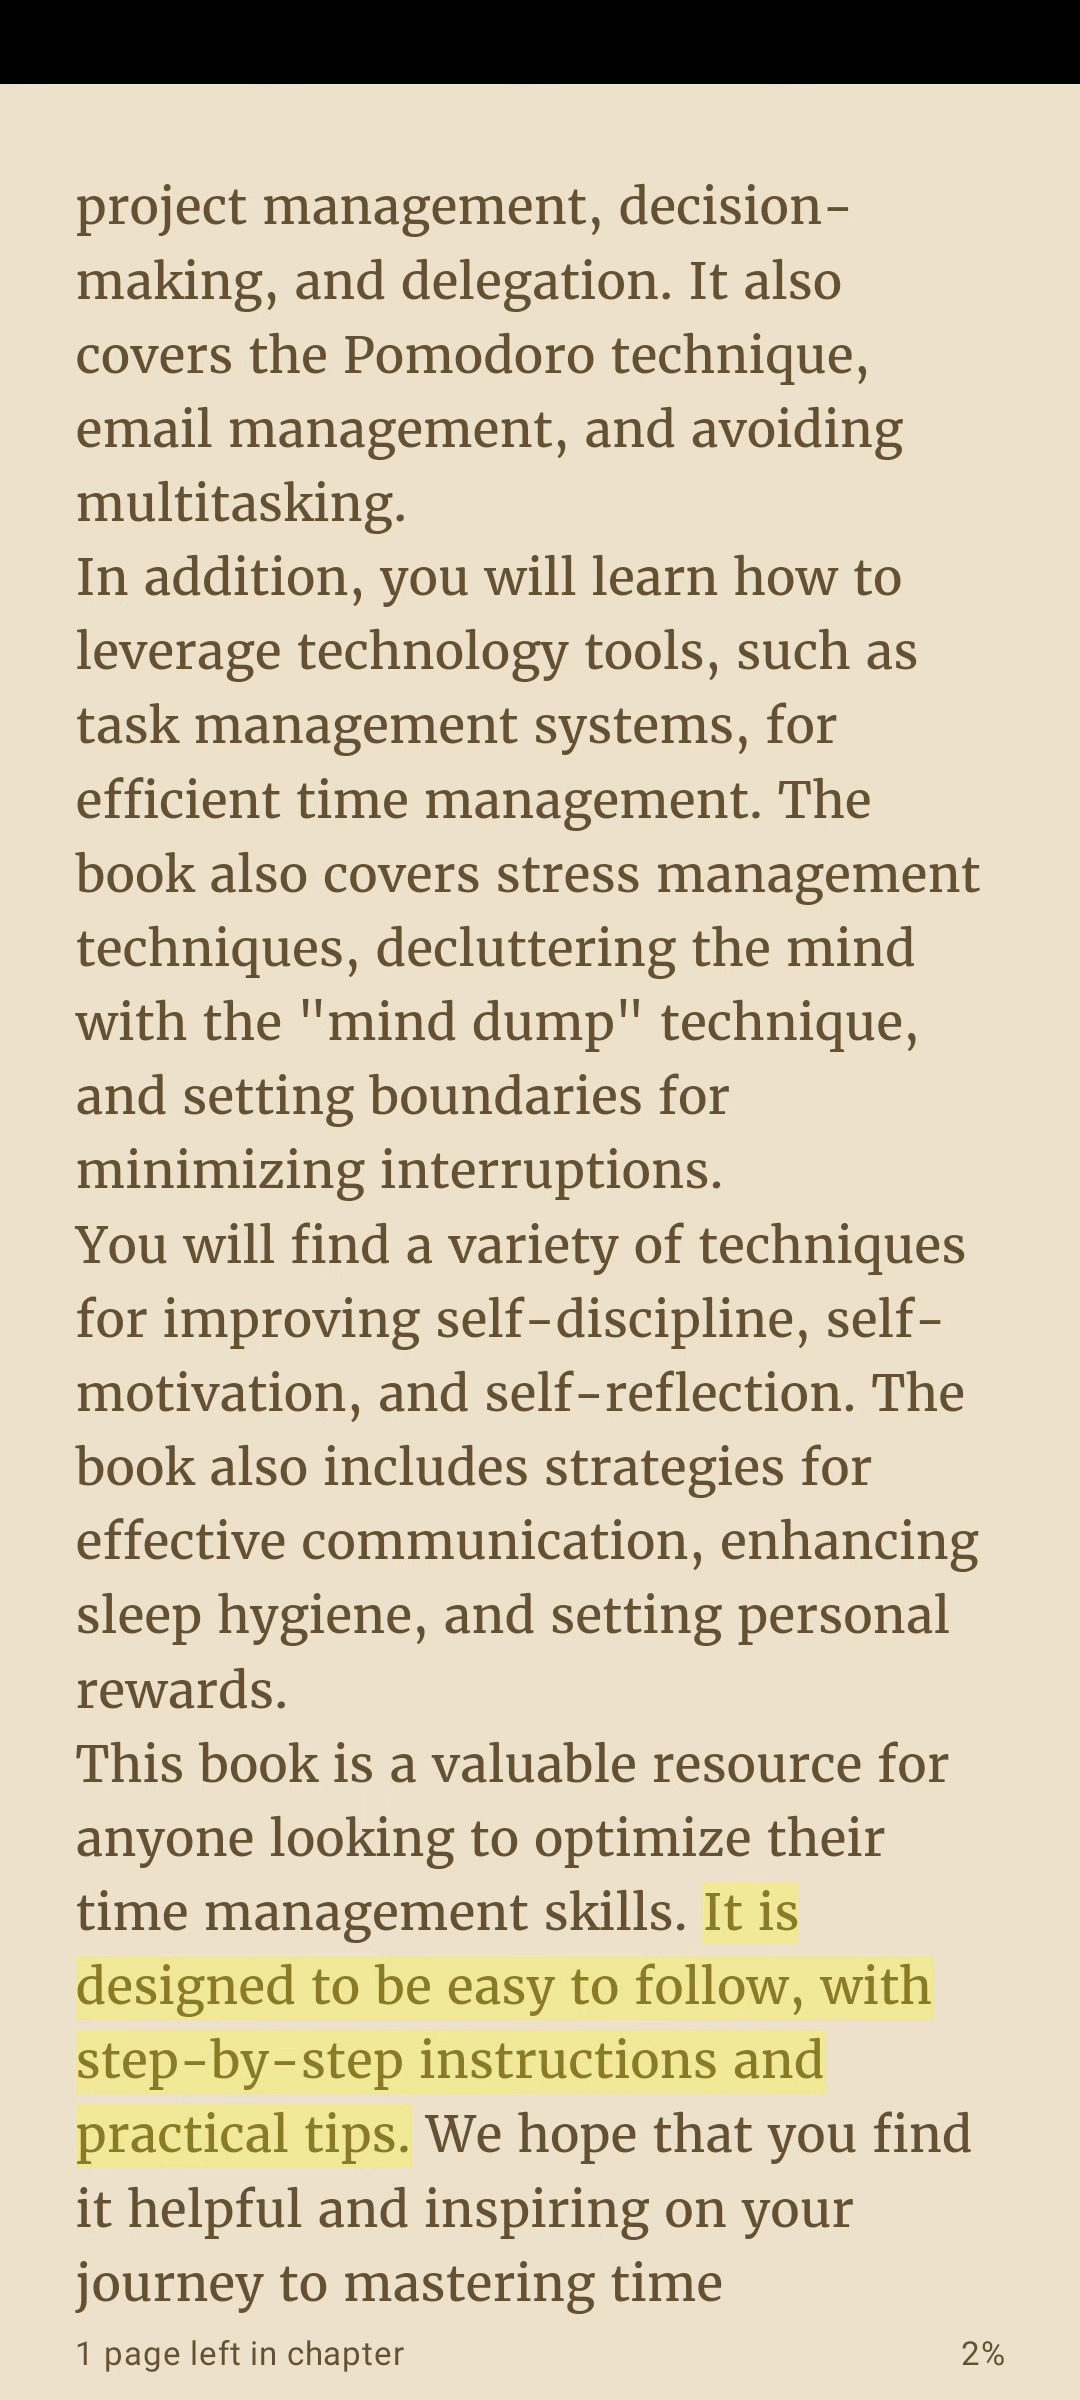 project management, decision-
making, and delegation. It also
covers the Pomodoro technique,
email management, and avoiding
multitasking.
In addition, you will learn how to
leverage technology tools, such as
task management systems, for
efficient time management. The
book also covers stress management
techniques, decluttering the mind
with the "mind dump" technique,
and setting boundaries for
minimizing interruptions.
You will find a variety of techniques
for improving self-discipline, self-
motivation, and self-reflection. The
book also includes strategies for
effective communication, enhancing
sleep hygiene, and setting personal
rewards.
This book is a valuable resource for
anyone looking to optimize their
time management skills. It is
designed to be easy to follow, with
step-by-step instructions and
practical tips. We hope that you find
it helpful and inspiring on your
journey to mastering time
1 page left in chapter 2%